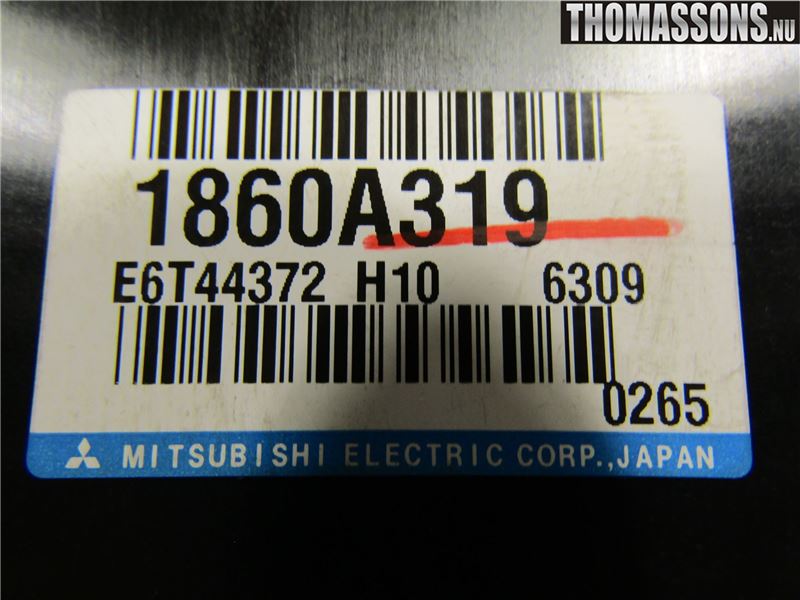 THOMASSONS.NU
1860A319
E6T44372 H10 6309
0265
MITSUBISHI ELECTRIC CORP.,JAPAN